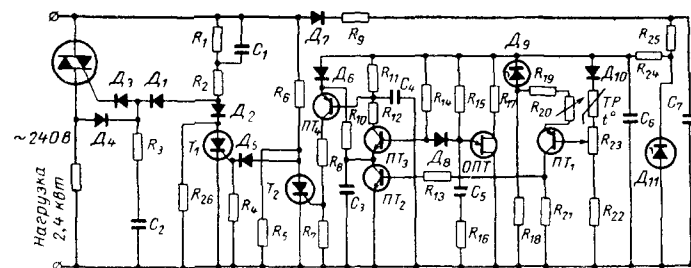 Д7
R9
R1
C1
R2
Д3
Д1
Д2
Д4
R3
~240В
Нагрузка
2,4 квт
C2
R26
T1
Д5
R4
R5
R6
T2
Д6
ПТ4
R8
R7
R10
C3
R11
C4
R12
ПТ3
ПТ2
R13
R14
Д8
R15
C5
R16
ОПТ
R17
Д9
R19
R20
ПТ1
R18
R21
Д10
ТР
t°
R23
R22
C6
R24
R25
Д11
C7